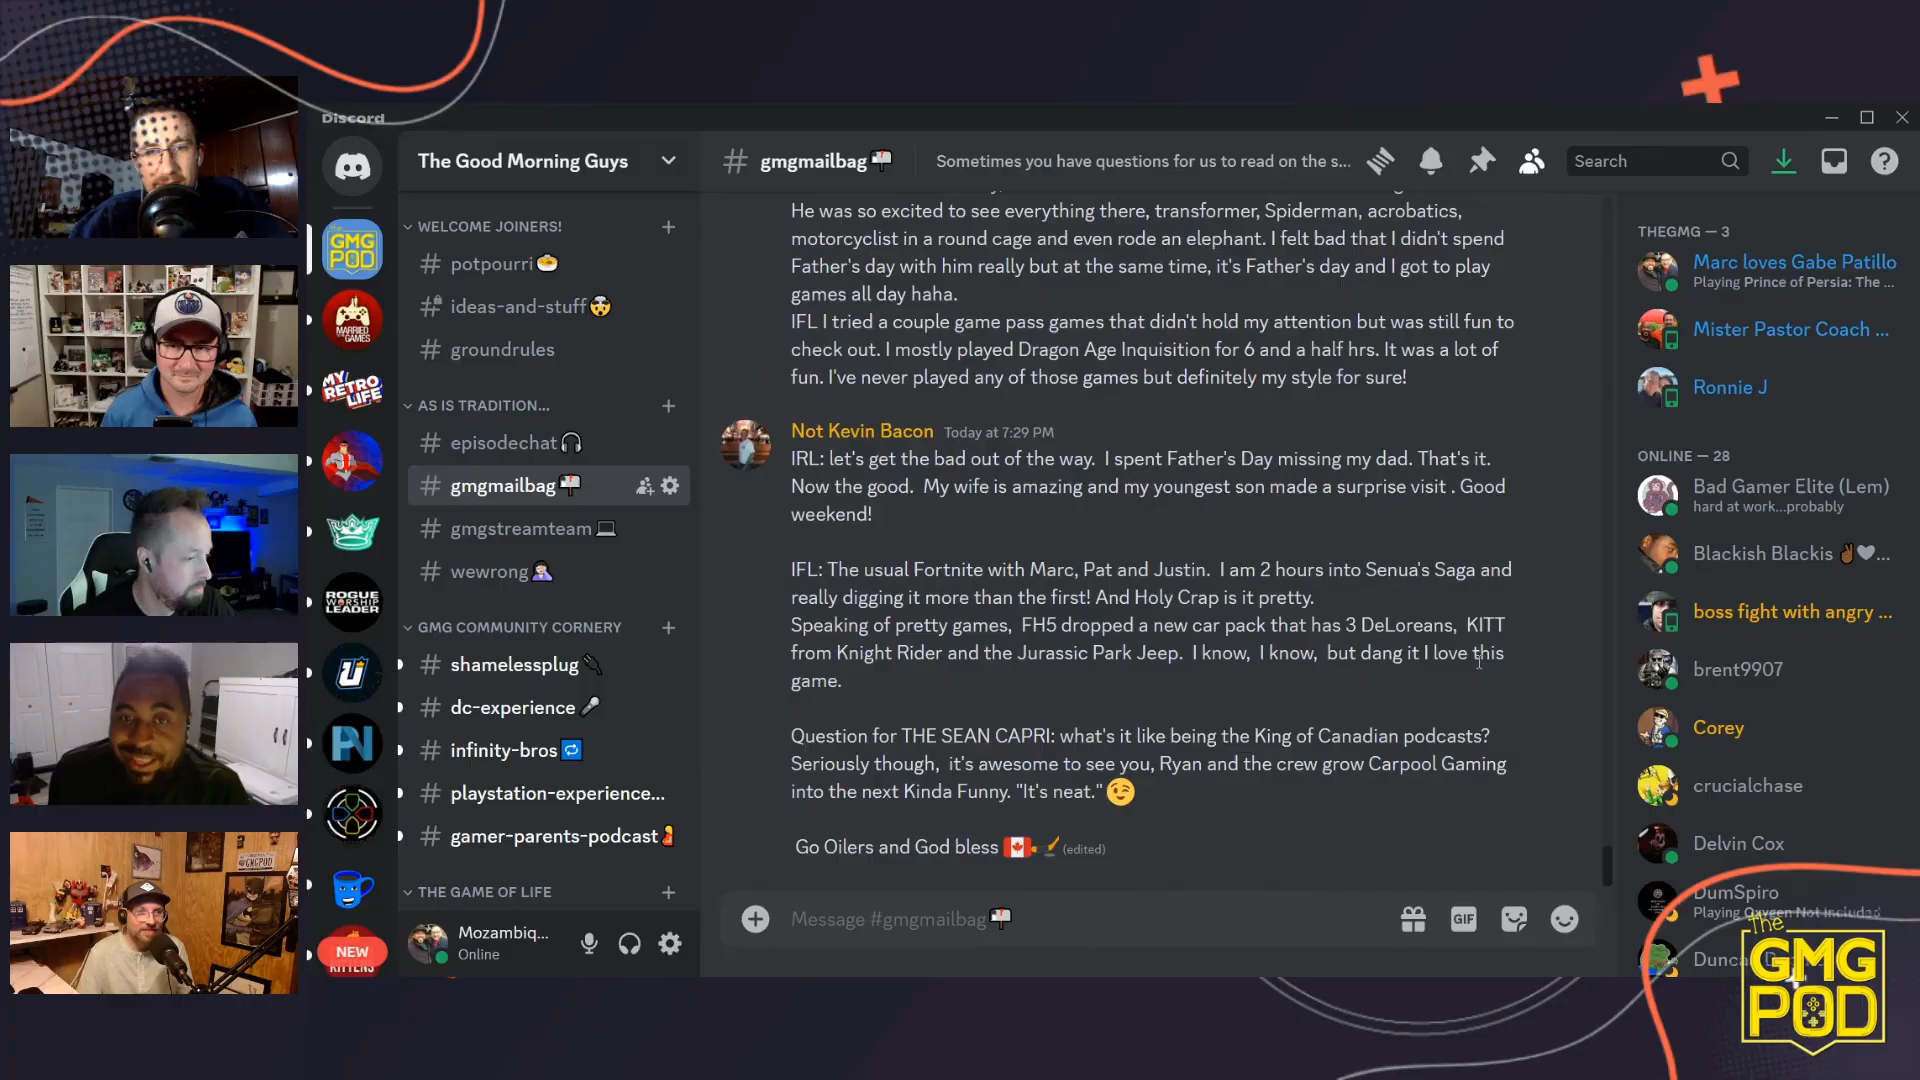 Discord
The Good Morning Guys
gmgmailbag
Sometimes you have questions for us to read on the s...
Search
WELCOME JOINERS!
potpourri
ideas-and-stuff
groundrules
AS IS TRADITION...
episodechat
gmgmailbag
gmgstreamteam
wewrong
GMG COMMUNITY CORNERY
shamelessplug
dc-experience
infinity-bros
playstation-experience...
gamer-parents-podcast
THE GAME OF LIFE
Mozambiq...
Online
the GMG POD
MARRIED
GAMES
MY
RETRO
LIFE
ROGUE
WORSHIP
LEADER
NEW
KITTENS
He was so excited to see everything there, transformer, Spiderman, acrobatics,
motorcyclist in a round cage and even rode an elephant. I felt bad that I didn't spend
Father's day with him really but at the same time, it's Father's day and I got to play
games all day haha.
IFL I tried a couple game pass games that didn't hold my attention but was still fun to
check out. I mostly played Dragon Age Inquisition for 6 and a half hrs. It was a lot of
fun. I've never played any of those games but definitely my style for sure!
Not Kevin Bacon Today at 7:29 PM
IRL: let's get the bad out of the way. I spent Father's Day missing my dad. That's it.
Now the good. My wife is amazing and my youngest son made a surprise visit . Good
weekend!
IFL: The usual Fortnite with Marc, Pat and Justin. I am 2 hours into Senua's Saga and
really digging it more than the first! And Holy Crap is it pretty.
Speaking of pretty games, FH5 dropped a new car pack that has 3 DeLoreans, KITT
from Knight Rider and the Jurassic Park Jeep. I know, I know, but dang it I love this
game.
Question for THE SEAN CAPRI: what's it like being the King of Canadian podcasts?
Seriously though, it's awesome to see you, Ryan and the crew grow Carpool Gaming
into the next Kinda Funny. "It's neat." 😉
Go Oilers and God bless (edited)
Message #gmgmailbag
GIF
THEGMG — 3
Marc loves Gabe Patillo
Playing Prince of Persia: The ...
Mister Pastor Coach ...
Ronnie J
ONLINE — 28
Bad Gamer Elite (Lem)
hard at work...probably
Blackish Blackis
boss fight with angry ...
brent9907
Corey
crucialchase
Delvin Cox
DumSpiro
Playing Oxygen Not Included
Dunca
The
GMG
POD